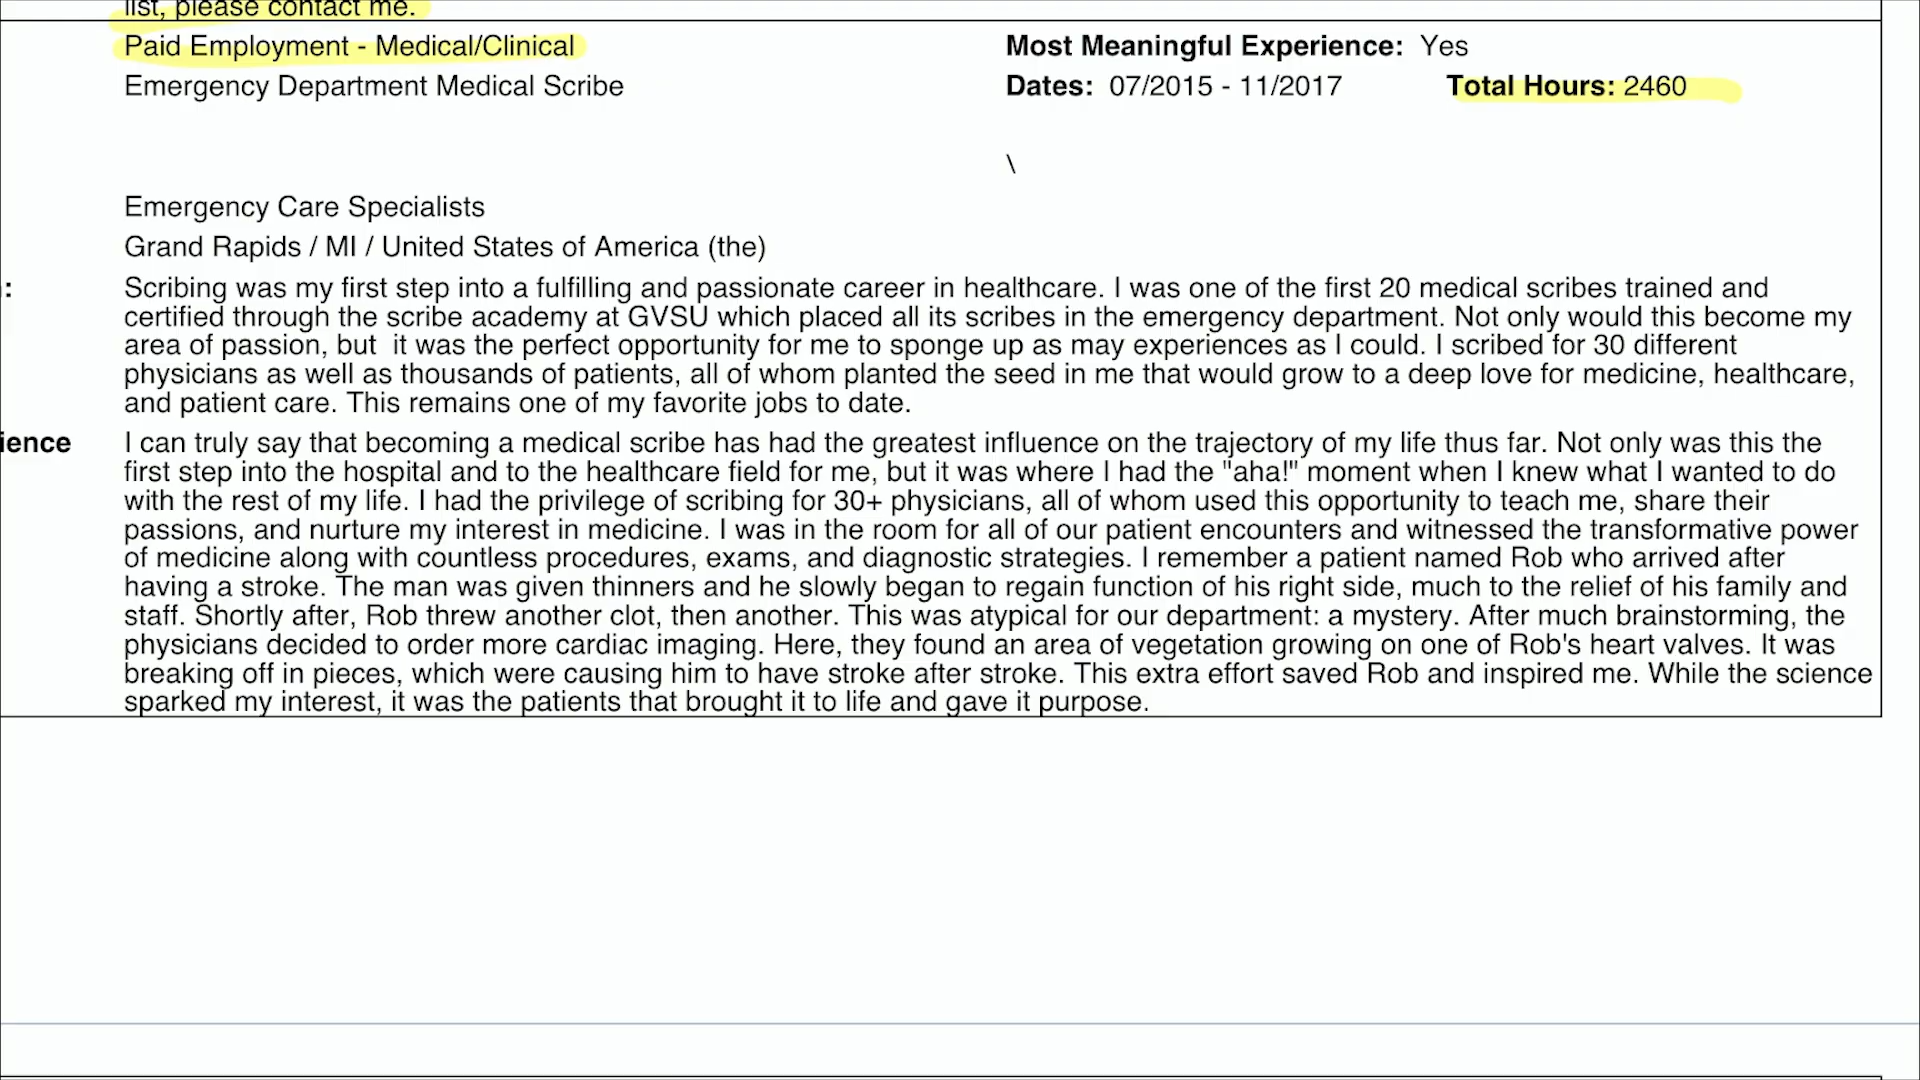 list, please contact me.
Paid Employment - Medical/Clinical
Most Meaningful Experience: Yes
Emergency Department Medical Scribe
Dates: 07/2015 - 11/2017
Total Hours: 2460
\
Emergency Care Specialists
Grand Rapids / MI / United States of America (the)
: Scribing was my first step into a fulfilling and passionate career in healthcare. I was one of the first 20 medical scribes trained and
certified through the scribe academy at GVSU which placed all its scribes in the emergency department. Not only would this become my
area of passion, but  it was the perfect opportunity for me to sponge up as may experiences as I could. I scribed for 30 different
physicians as well as thousands of patients, all of whom planted the seed in me that would grow to a deep love for medicine, healthcare,
and patient care. This remains one of my favorite jobs to date.
ience I can truly say that becoming a medical scribe has had the greatest influence on the trajectory of my life thus far. Not only was this the
first step into the hospital and to the healthcare field for me, but it was where I had the "aha!" moment when I knew what I wanted to do
with the rest of my life. I had the privilege of scribing for 30+ physicians, all of whom used this opportunity to teach me, share their
passions, and nurture my interest in medicine. I was in the room for all of our patient encounters and witnessed the transformative power
of medicine along with countless procedures, exams, and diagnostic strategies. I remember a patient named Rob who arrived after
having a stroke. The man was given thinners and he slowly began to regain function of his right side, much to the relief of his family and
staff. Shortly after, Rob threw another clot, then another. This was atypical for our department: a mystery. After much brainstorming, the
physicians decided to order more cardiac imaging. Here, they found an area of vegetation growing on one of Rob's heart valves. It was
breaking off in pieces, which were causing him to have stroke after stroke. This extra effort saved Rob and inspired me. While the science
sparked my interest, it was the patients that brought it to life and gave it purpose.